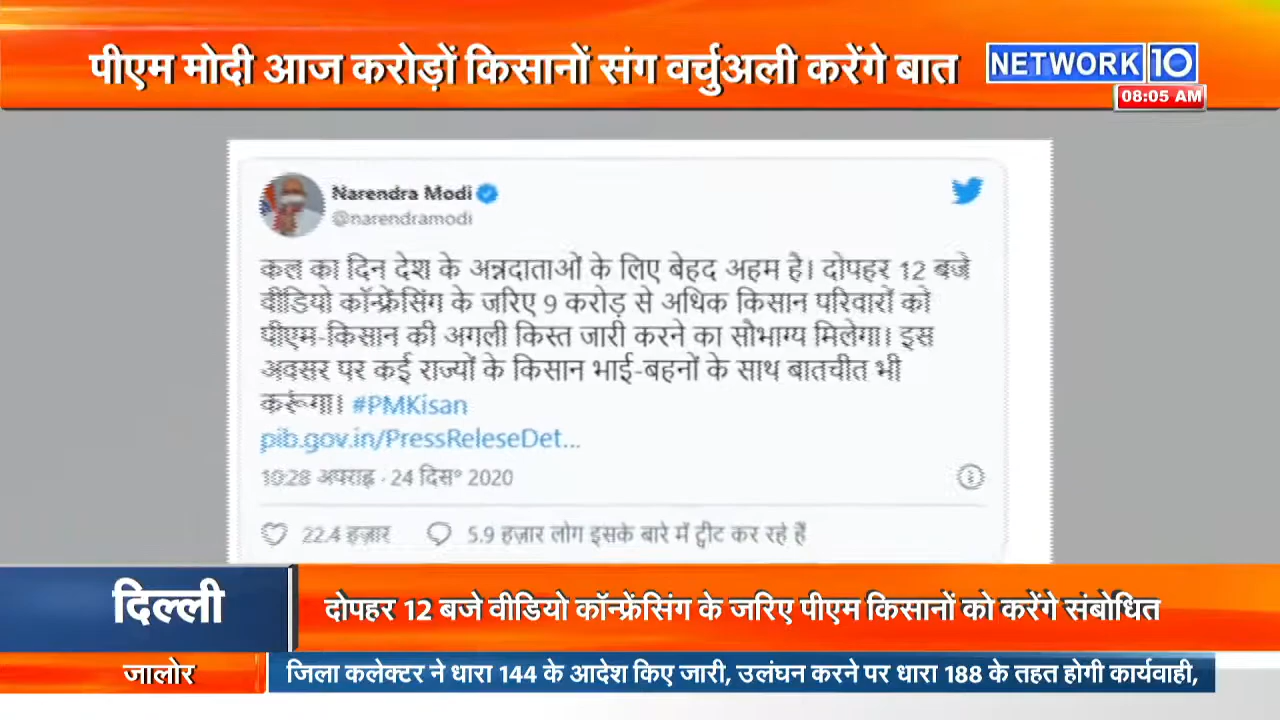 पीएम मोदी आज करोड़ों किसानों संग वर्चुअली करेंगे बात
NETWORK 10
08:05 AM
Narendra Modi
@narendramodi
कल का दिन देश के अन्नदाताओं के लिए बेहद अहम है। दोपहर 12 बजे
वीडियो कॉन्फ्रेंसिंग के जरिए 9 करोड़ से अधिक किसान परिवारों को
पीएम-किसान की अगली किस्त जारी करने का सौभाग्य मिलेगा। इस
अवसर पर कई राज्यों के किसान भाई-बहनों के साथ बातचीत भी
करूंगा। #PMKisan
pib.gov.in/PressReleseDet...
10:28 अपराह्न · 24 दिस॰ 2020
22.4 हज़ार 5.9 हज़ार लोग इसके बारे में ट्वीट कर रहे हैं
दिल्ली
दोपहर 12 बजे वीडियो कॉन्फ्रेंसिंग के जरिए पीएम किसानों को करेंगे संबोधित
जालोर
जिला कलेक्टर ने धारा 144 के आदेश किए जारी, उलंघन करने पर धारा 188 के तहत होगी कार्यवाही,